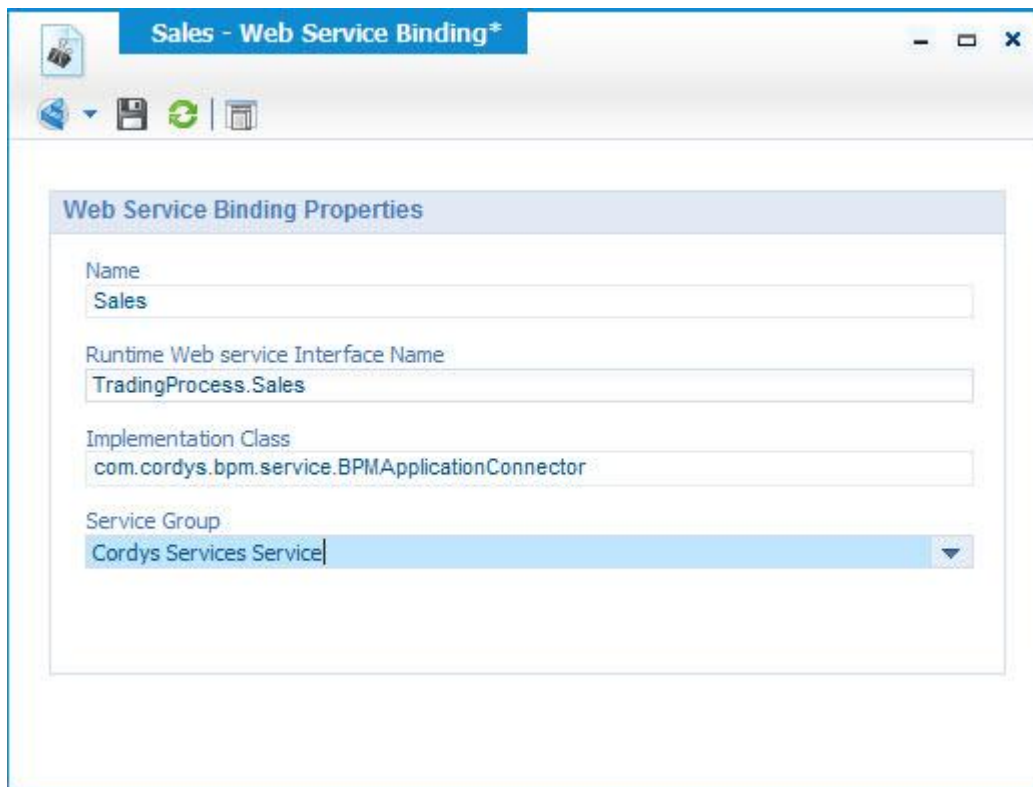 Sales - Web Service Binding*
Web Service Binding Properties
Name
Sales
Runtime Web service Interface Name
TradingProcess.Sales
Implementation Class
com.cordys.bpm.service.BPMApplicationConnector
Service Group
Cordys Services Service